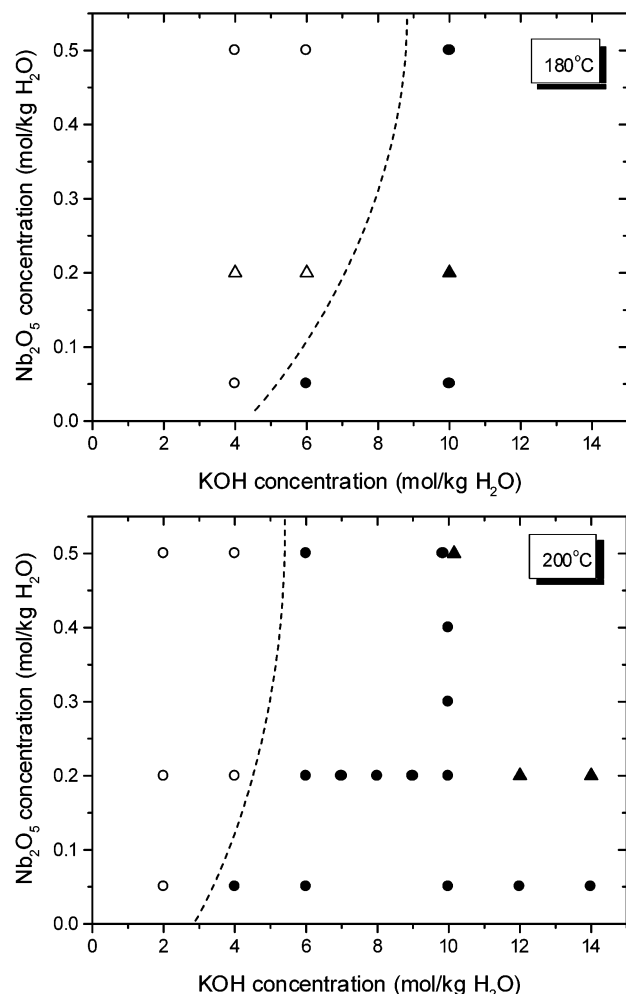 0.5
0.4
0.3
0.2
0.1
0.0
Nb₂O₅ concentration (mol/kg H₂O)
180°C
0 2 4 6 8 10 12 14
KOH concentration (mol/kg H₂O)
0.5
0.4
0.3
0.2
0.1
0.0
Nb₂O₅ concentration (mol/kg H₂O)
200°C
0 2 4 6 8 10 12 14
KOH concentration (mol/kg H₂O)